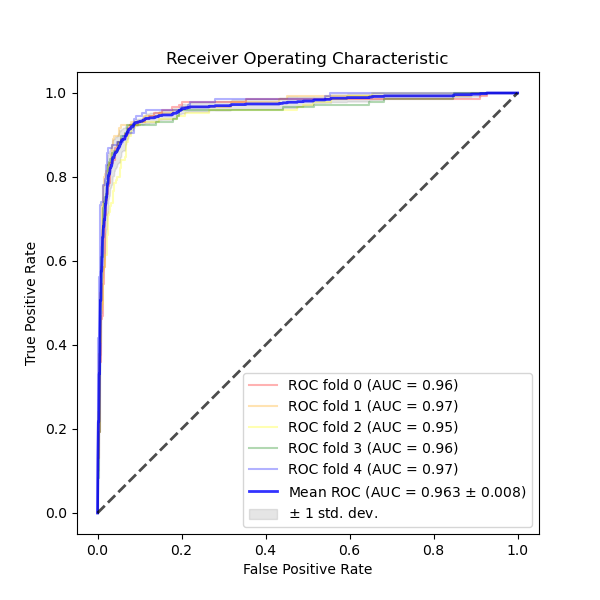 Receiver Operating Characteristic
True Positive Rate
1.0
0.8
0.6
0.4
0.2
0.0
ROC fold 0 (AUC = 0.96)
ROC fold 1 (AUC = 0.97)
ROC fold 2 (AUC = 0.95)
ROC fold 3 (AUC = 0.96)
ROC fold 4 (AUC = 0.97)
Mean ROC (AUC = 0.963 ± 0.008)
± 1 std. dev.
0.0 0.2 0.4 0.6 0.8 1.0
False Positive Rate